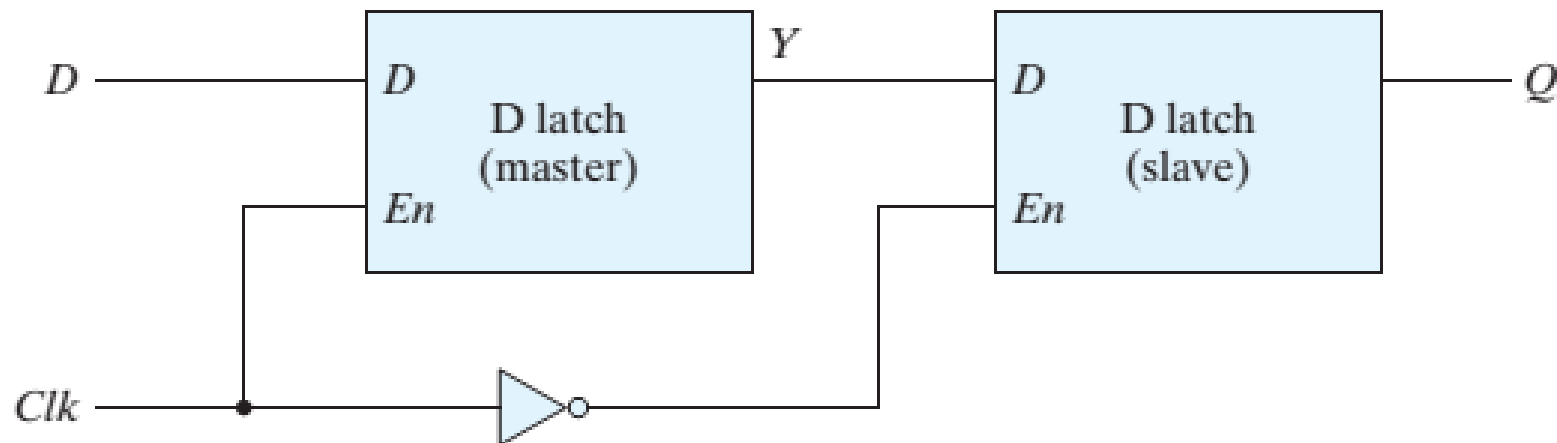 Y
D
D
D
Q
D latch
(master)
D latch
(slave)
En
En
Clk